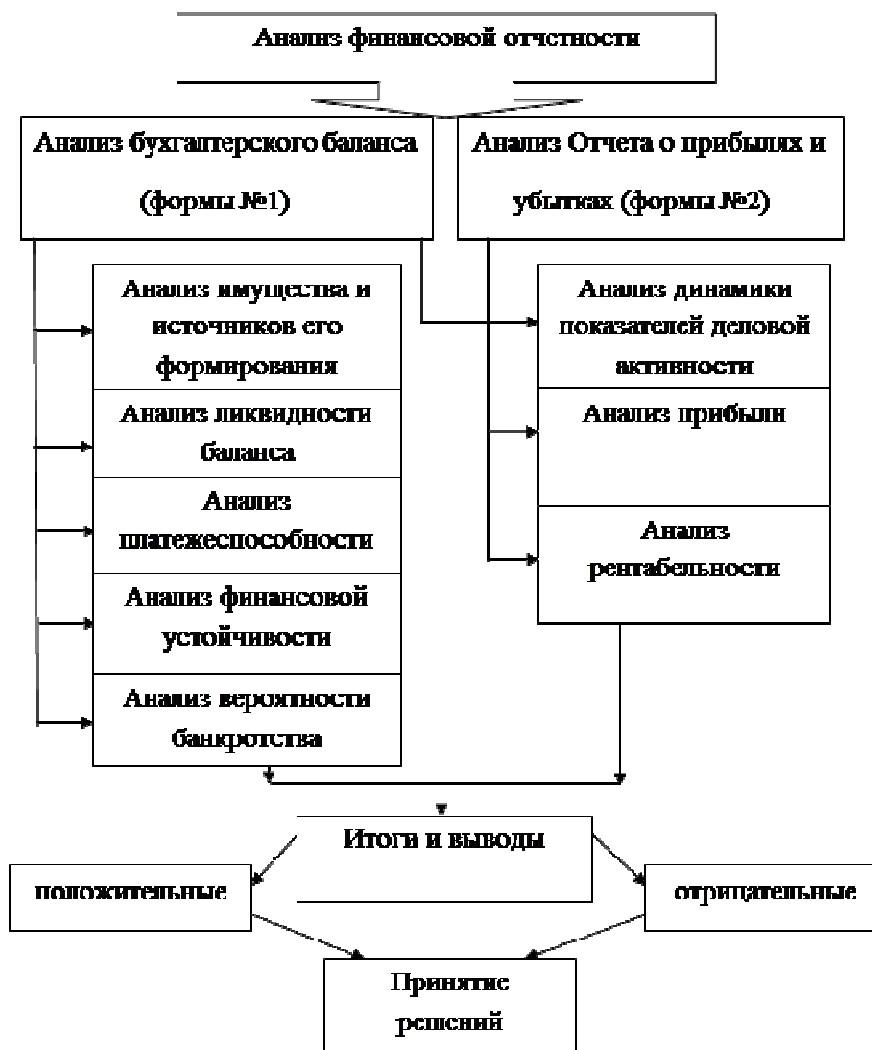 Анализ финансовой отчстности
Анализ бухгалтерского баланса
(формы №1)
Анализ Отчета о прибылях и
убытках (формы №2)
Анализ имущества и
источников его
формирования
Анализ ликвидности
баланса
Анализ
платежеспособности
Анализ финансовой
устойчивости
Анализ вероятности
банкротства
Анализ динамики
показателей деловой
активности
Анализ прибыли
Анализ
рентабельности
Итоги и выводы
положительные
отрицательные
Принятие
решений